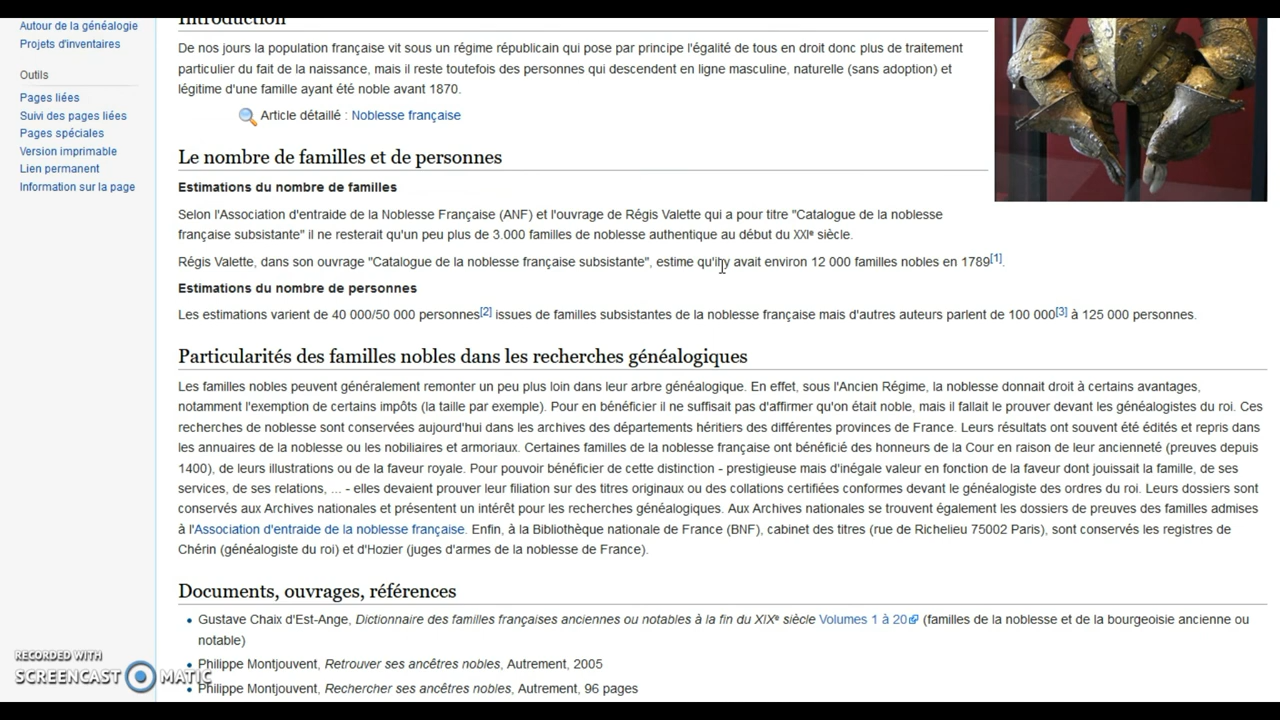 Autour de la généalogie
Projets d'inventaires
Outils
Pages liées
Suivi des pages liées
Pages spéciales
Version imprimable
Lien permanent
Information sur la page
Introduction
De nos jours la population française vit sous un régime républicain qui pose par principe l'égalité de tous en droit donc plus de traitement
particulier du fait de la naissance, mais il reste toutefois des personnes qui descendent en ligne masculine, naturelle (sans adoption) et
légitime d'une famille ayant été noble avant 1870.
Article détaillé : Noblesse française
Le nombre de familles et de personnes
Estimations du nombre de familles
Selon l'Association d'entraide de la Noblesse Française (ANF) et l'ouvrage de Régis Valette qui a pour titre "Catalogue de la noblesse
française subsistante" il ne resterait qu'un peu plus de 3.000 familles de noblesse authentique au début du XXIe siècle.
Régis Valette, dans son ouvrage "Catalogue de la noblesse française subsistante", estime qu'il y avait environ 12 000 familles nobles en 1789[1].
Estimations du nombre de personnes
Les estimations varient de 40 000/50 000 personnes[2] issues de familles subsistantes de la noblesse française mais d'autres auteurs parlent de 100 000[3] à 125 000 personnes.
Particularités des familles nobles dans les recherches généalogiques
Les familles nobles peuvent généralement remonter un peu plus loin dans leur arbre généalogique. En effet, sous l'Ancien Régime, la noblesse donnait droit à certains avantages,
notamment l'exemption de certains impôts (la taille par exemple). Pour en bénéficier il ne suffisait pas d'affirmer qu'on était noble, mais il fallait le prouver devant les généalogistes du roi. Ces
recherches de noblesse sont conservées aujourd'hui dans les archives des départements héritiers des différentes provinces de France. Leurs résultats ont souvent été édités et repris dans
les annuaires de la noblesse ou les nobiliaires et armoriaux. Certaines familles de la noblesse française ont bénéficié des honneurs de la Cour en raison de leur ancienneté (preuves depuis
1400), de leurs illustrations ou de la faveur royale. Pour pouvoir bénéficier de cette distinction - prestigieuse mais d'inégale valeur en fonction de la faveur dont jouissait la famille, de ses
services, de ses relations, ... - elles devaient prouver leur filiation sur des titres originaux ou des collations certifiées conformes devant le généalogiste des ordres du roi. Leurs dossiers sont
conservés aux Archives nationales et présentent un intérêt pour les recherches généalogiques. Aux Archives nationales se trouvent également les dossiers de preuves des familles admises
à l'Association d'entraide de la noblesse française. Enfin, à la Bibliothèque nationale de France (BNF), cabinet des titres (rue de Richelieu 75002 Paris), sont conservés les registres de
Chérin (généalogiste du roi) et d'Hozier (juges d'armes de la noblesse de France).
Documents, ouvrages, références
Gustave Chaix d'Est-Ange, Dictionnaire des familles françaises anciennes ou notables à la fin du XIXe siècle Volumes 1 à 20 (familles de la noblesse et de la bourgeoisie ancienne ou
notable)
Philippe Montjouvent, Retrouver ses ancêtres nobles, Autrement, 2005
Philippe Montjouvent, Rechercher ses ancêtres nobles, Autrement, 96 pages
RECORDED WITH
SCREENCAST MATIC